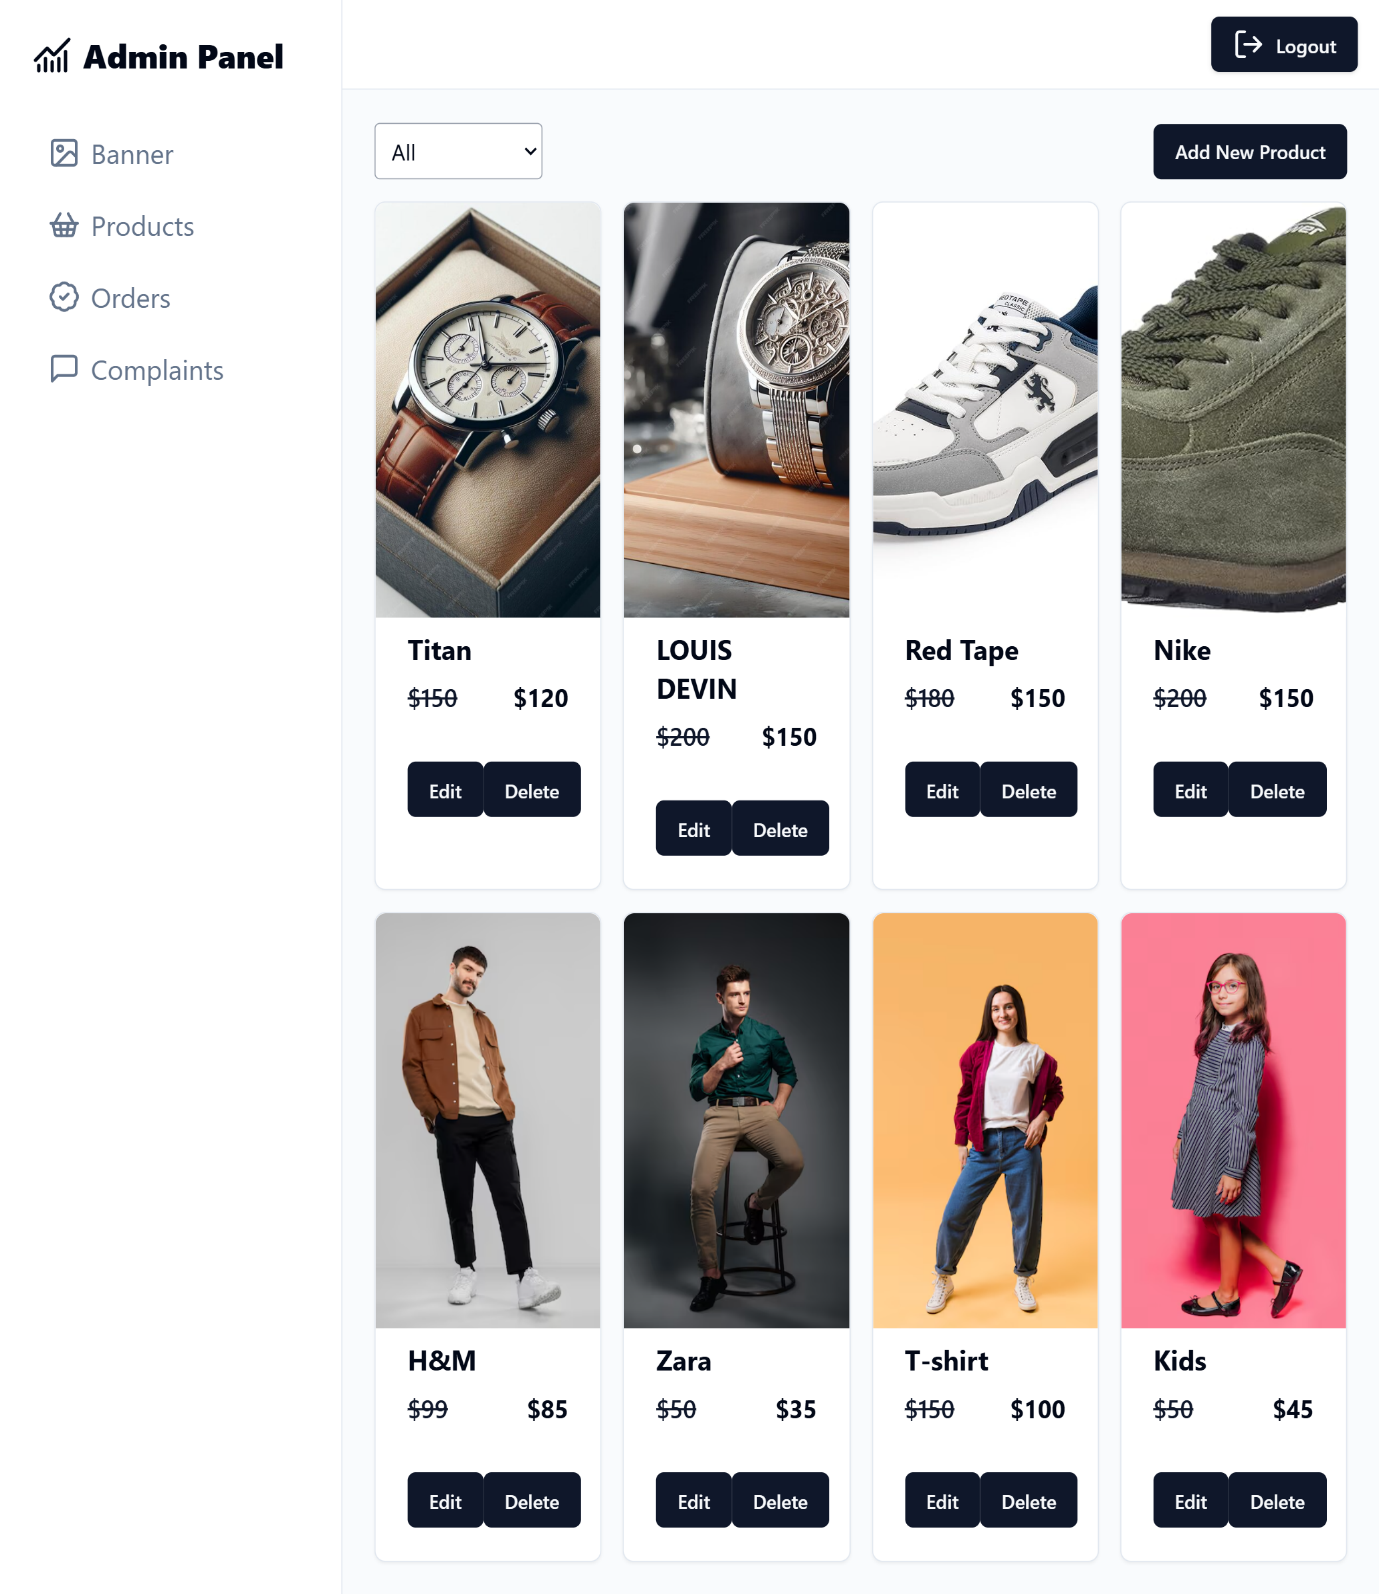 Admin Panel
Logout
Banner
Products
Orders
Complaints
All
Add New Product
Titan
$150 $120
Edit Delete
LOUIS
DEVIN
$200 $150
Edit Delete
Red Tape
$180 $150
Edit Delete
Nike
$200 $150
Edit Delete
H&M
$99 $85
Edit Delete
Zara
$50 $35
Edit Delete
T-shirt
$150 $100
Edit Delete
Kids
$50 $45
Edit Delete